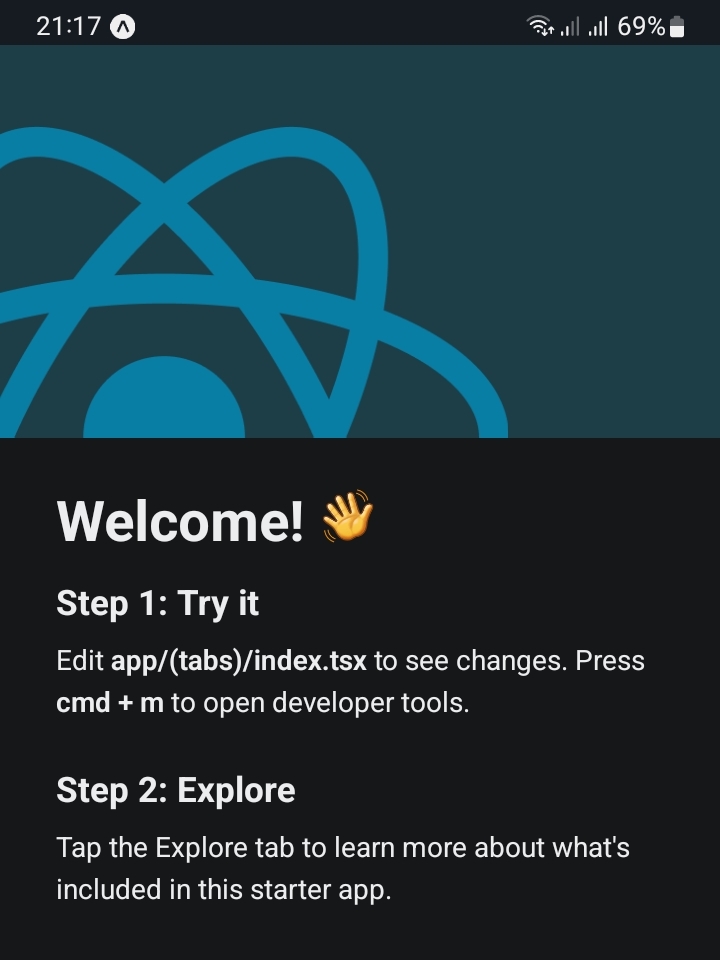 21:17 69%
Welcome! 👋
Step 1: Try it
Edit app/(tabs)/index.tsx to see changes. Press
cmd + m to open developer tools.
Step 2: Explore
Tap the Explore tab to learn more about what's
included in this starter app.